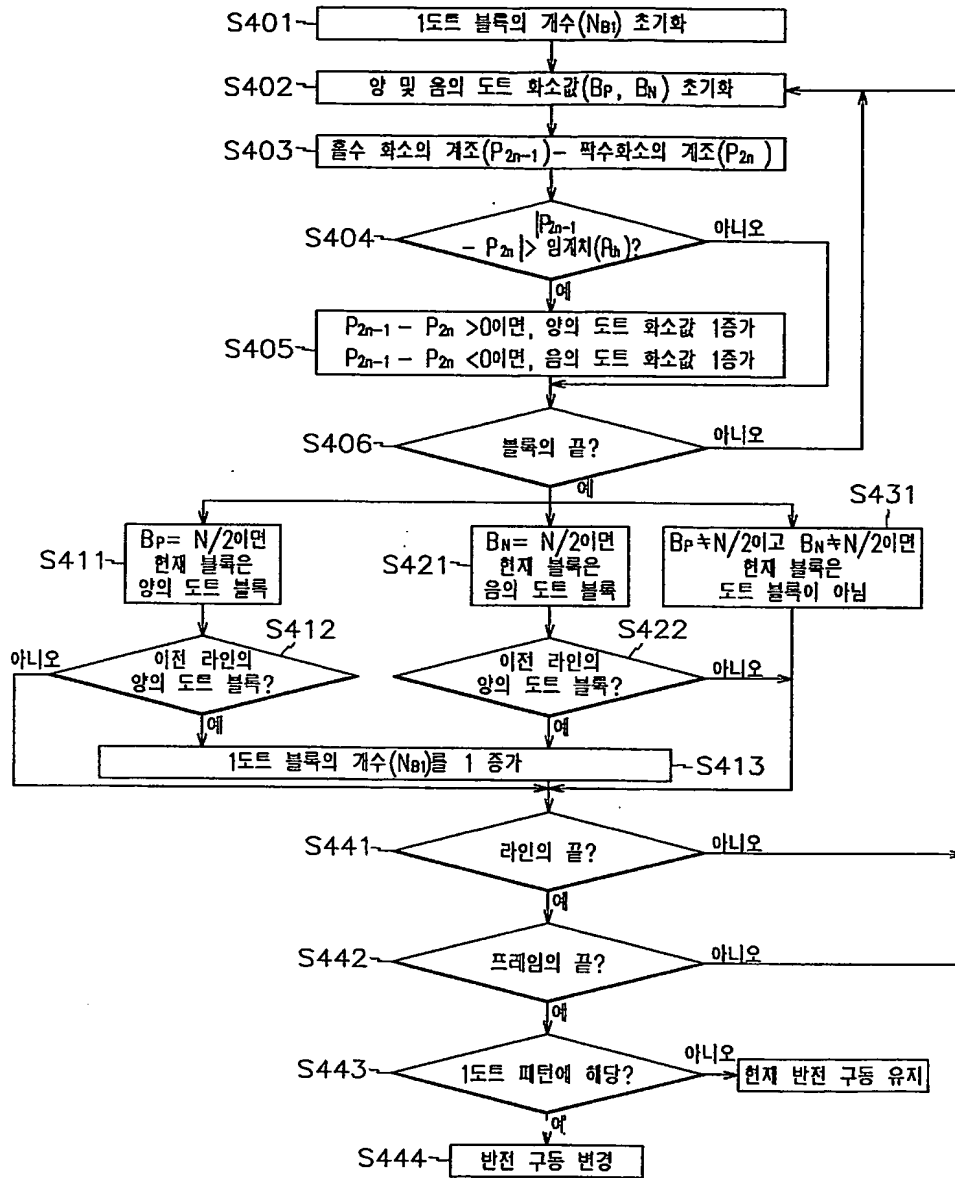 S401
1도트 블록의 개수(NB1) 초기화
S402
양 및 음의 도트 화소값(BP, BN) 초기화
S403
홀수 화소의 계조(P2n-1)- 짝수화소의 계조(P2n)
S404
|P2n-1
- P2n|> 임계치(Pth)?
아니오
예
S405
P2n-1 - P2n >0이면, 양의 도트 화소값 1증가
P2n-1 - P2n <0이면, 음의 도트 화소값 1증가
S406
블록의 끝?
아니오
예
S411
BP= N/2이면
현재 블록은
양의 도트 블록
S421
BN= N/2이면
현재 블록은
음의 도트 블록
S431
BP≠N/2이고 BN≠N/2이면
현재 블록은
도트 블록이 아님
S412
아니오
이전 라인의
양의 도트 블록?
예
S422
이전 라인의
양의 도트 블록?
아니오
예
1도트 블록의 개수(NB1)를 1 증가
S413
S441
라인의 끝?
아니오
예
S442
프레임의 끝?
아니오
예
S443
1도트 패턴에 해당?
아니오
현재 반전 구동 유지
예
S444
반전 구동 변경